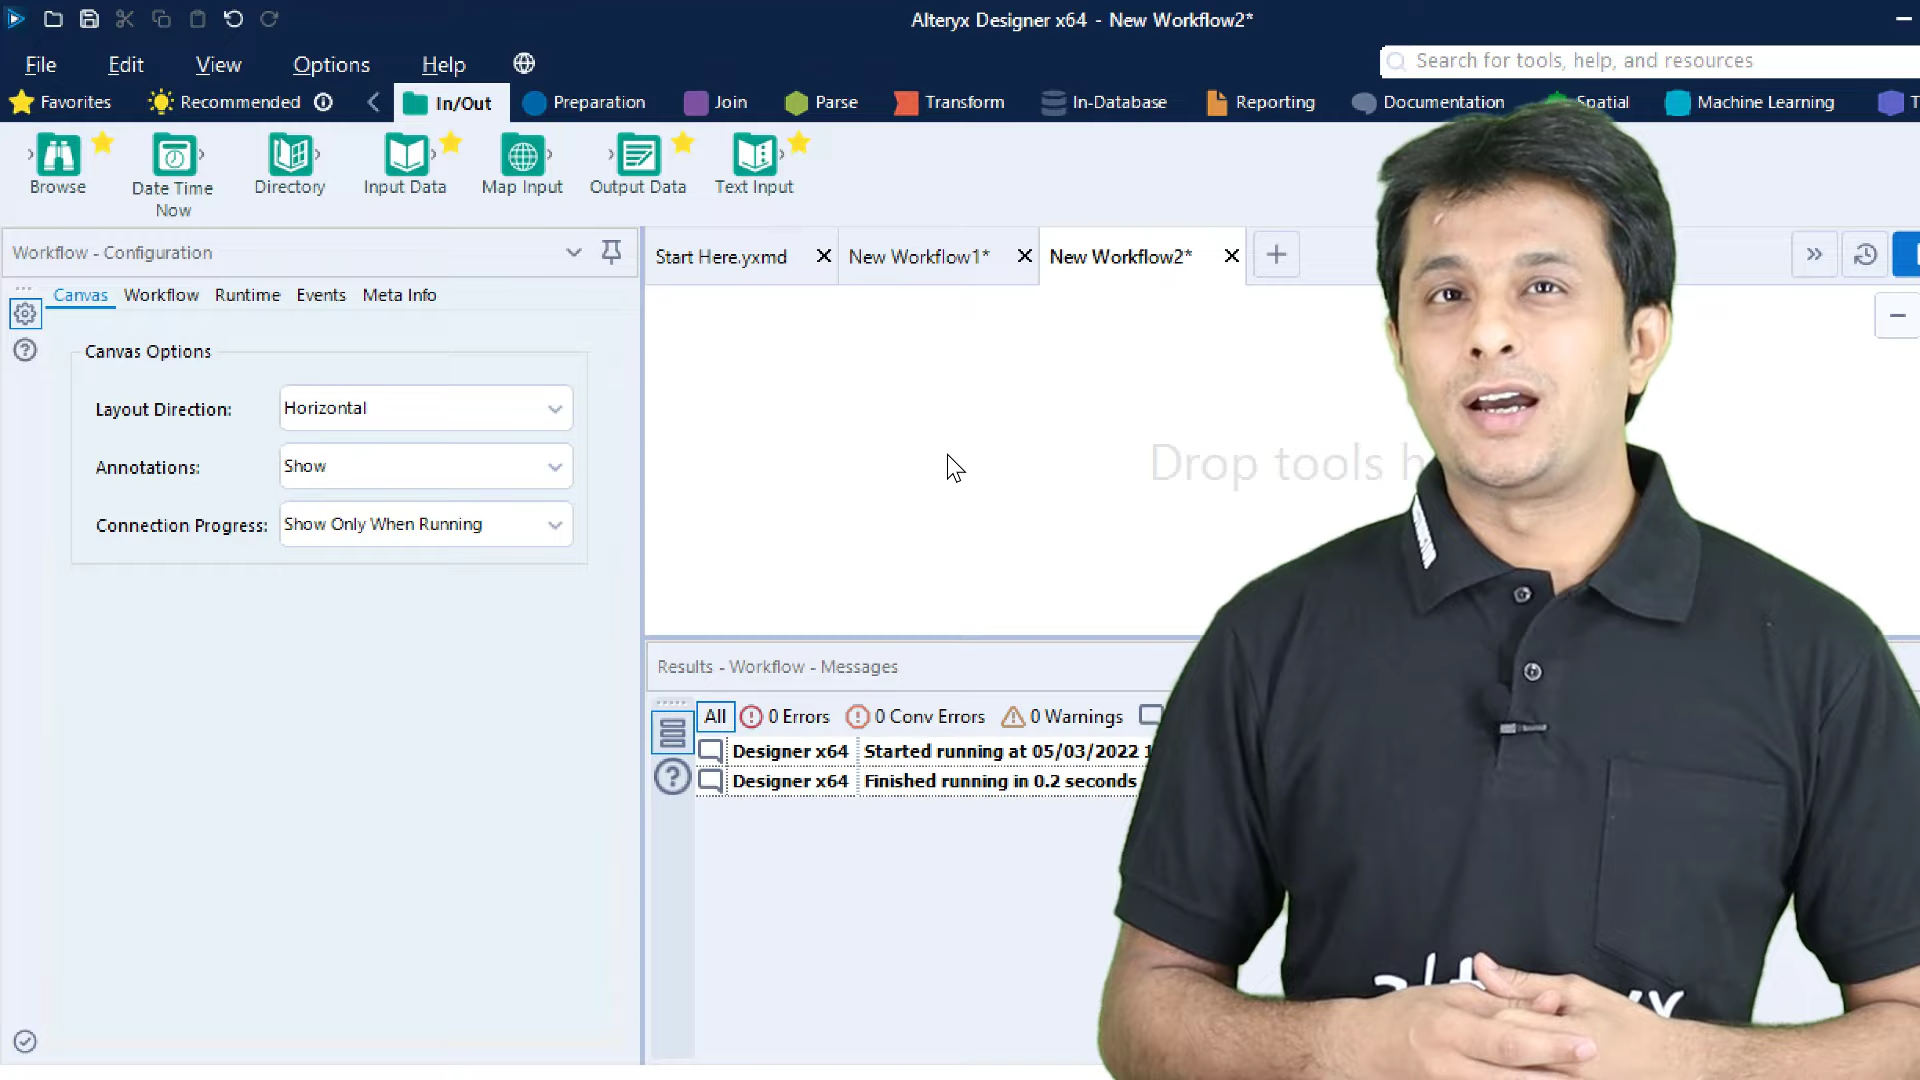 Alteryx Designer x64 - New Workflow2*
File Edit View Options Help
Search for tools, help, and resources
Favorites Recommended In/Out Preparation Join Parse Transform In-Database Reporting Documentation Spatial Machine Learning
Browse Date Time Now Directory Input Data Map Input Output Data Text Input
Workflow - Configuration
Start Here.yxmd New Workflow1* New Workflow2*
Canvas Workflow Runtime Events Meta Info
Canvas Options
Layout Direction: Horizontal
Annotations: Show
Connection Progress: Show Only When Running
Drop tools
Results - Workflow - Messages
All 0 Errors 0 Conv Errors 0 Warnings
Designer x64 Started running at 05/03/2022
Designer x64 Finished running in 0.2 seconds